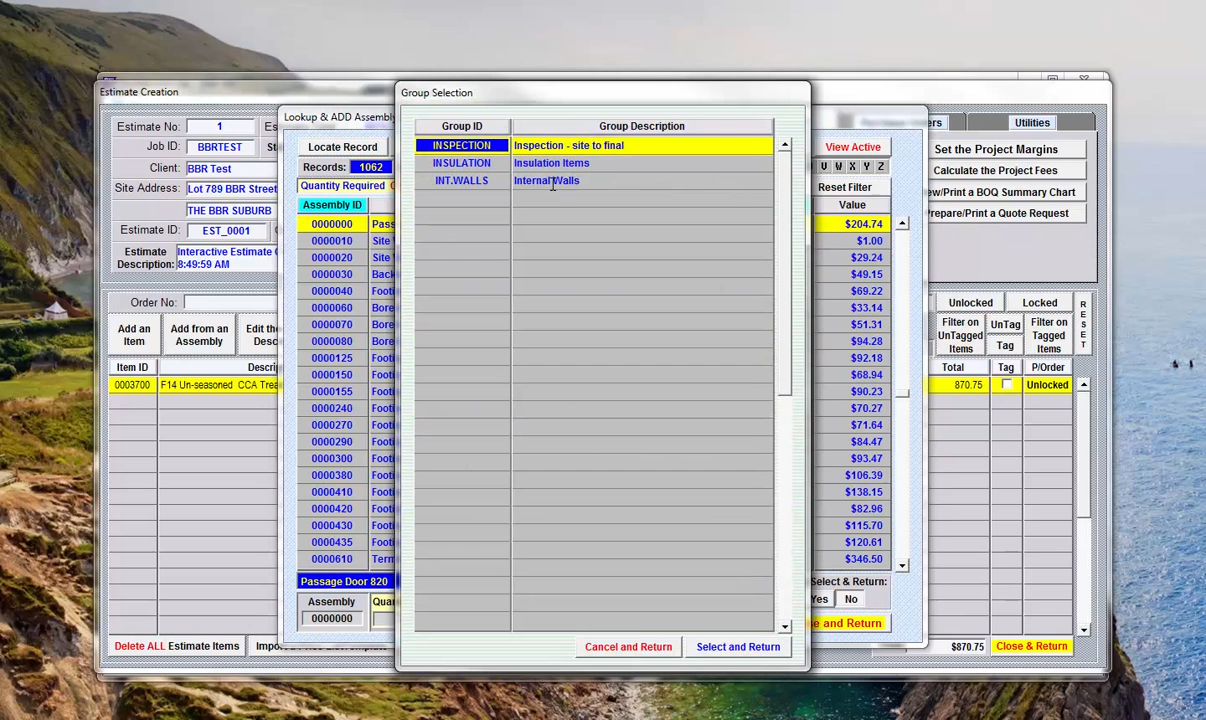 Estimate Creation
Estimate No: 1
Job ID: BBRTEST
Client: BBR Test
Site Address: Lot 789 BBR Street
THE BBR SUBURB
Estimate ID: EST_0001
Estimate Description: Interactive Estimate
8:49:59 AM
Order No:
Add an Item
Add from an Assembly
Item ID
0003700 F14 Un-seasoned CCA Trea
Delete ALL Estimate Items
Lookup & ADD Assembly
Locate Record
Records: 1062
Quantity Required
Assembly ID
0000000
0000010 Site
0000020 Site
0000030
0000040
0000060
0000070
0000080
0000125
0000150
0000155
0000240
0000270
0000290
0000300
0000380
0000410
0000420
0000430
0000435
0000610
Passage Door 820
Assembly
0000000
Group Selection
Group ID Group Description
INSPECTION Inspection - site to final
INSULATION Insulation Items
INT.WALLS Internal Walls
Cancel and Return Select and Return
View Active
U W X Y Z
Reset Filter
Value
$204.74
$1.00
$29.24
$49.15
$69.22
$33.14
$51.31
$94.28
$92.18
$68.94
$90.23
$70.27
$71.64
$84.47
$93.47
$106.39
$138.15
$82.96
$115.70
$120.61
$346.50
Select & Return:
Yes No
and Return
Utilities
Set the Project Margins
Calculate the Project Fees
View/Print a BOQ Summary Chart
Prepare/Print a Quote Request
Unlocked Locked
RESET
Filter on UnTagged Items
UnTag
Tag
Filter on Tagged Items
Total Tag P/Order
870.75 Unlocked
$870.75 Close & Return